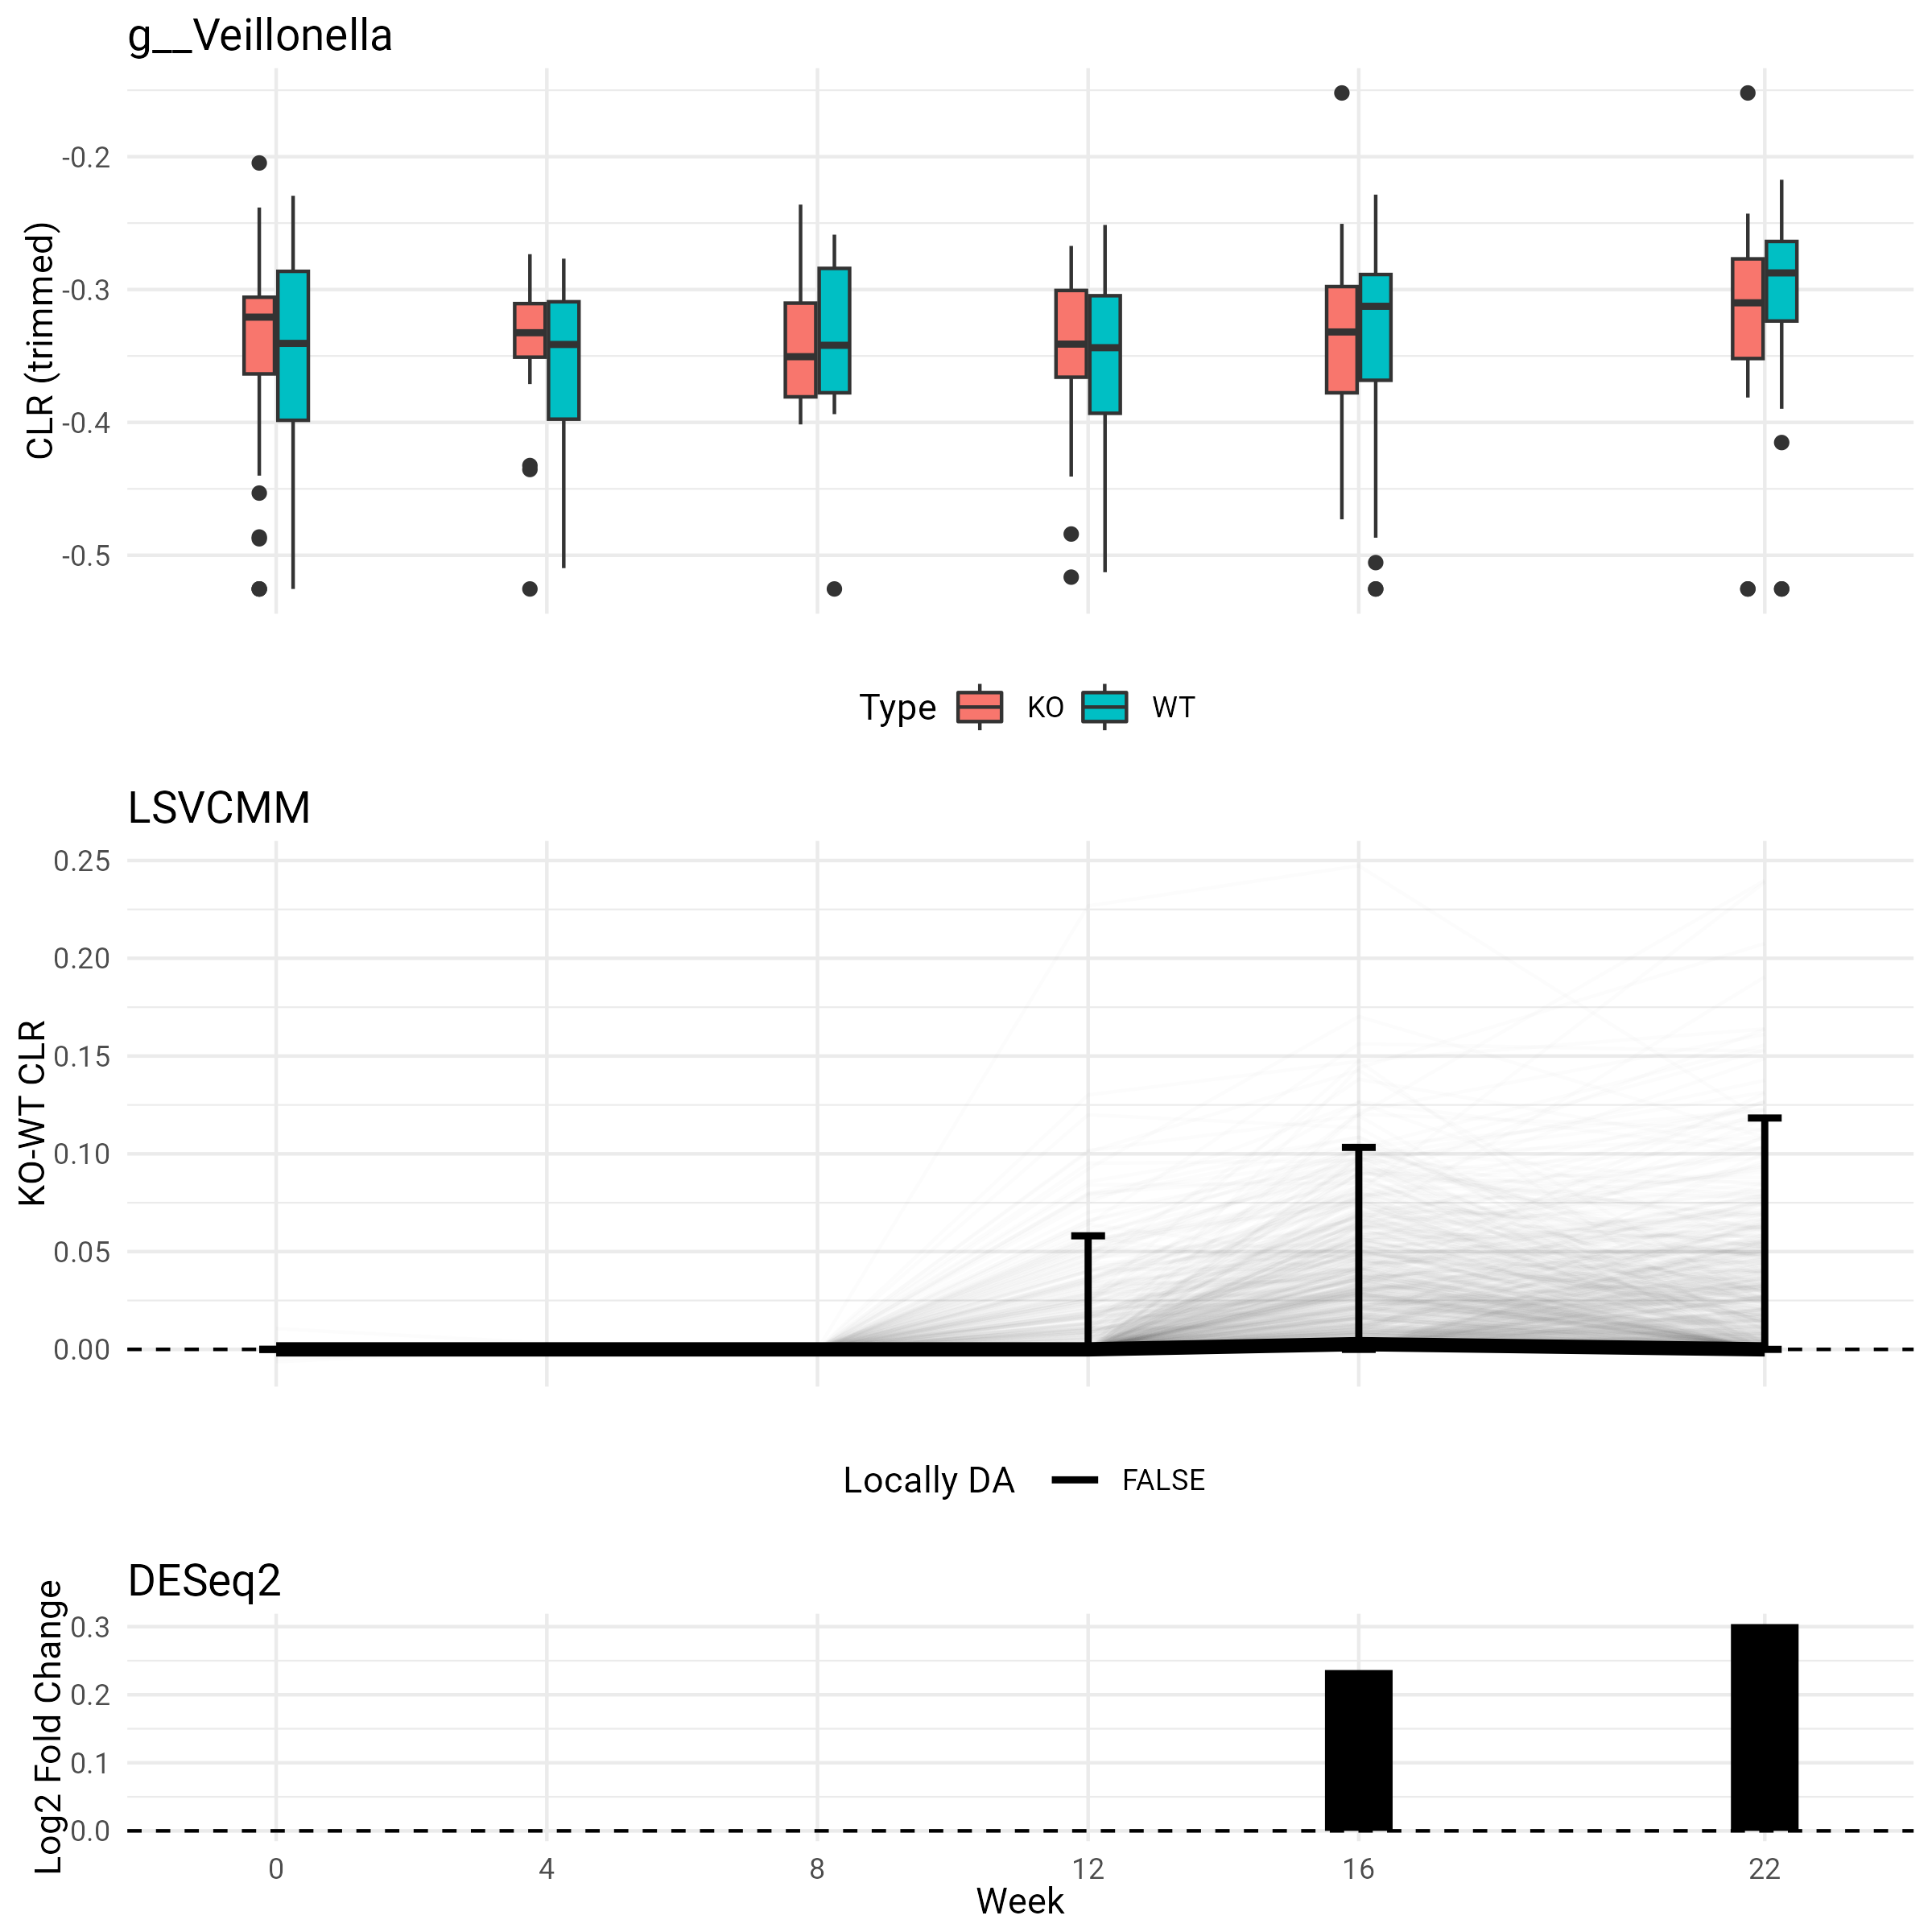 g__Veillonella
CLR (trimmed)
-0.2
-0.3
-0.4
-0.5
Type KO WT
LSVCMM
KO-WT CLR
0.25
0.20
0.15
0.10
0.05
0.00
Locally DA FALSE
DESeq2
Log2 Fold Change
0.3
0.2
0.1
0.0
0 4 8 12 16 22
Week